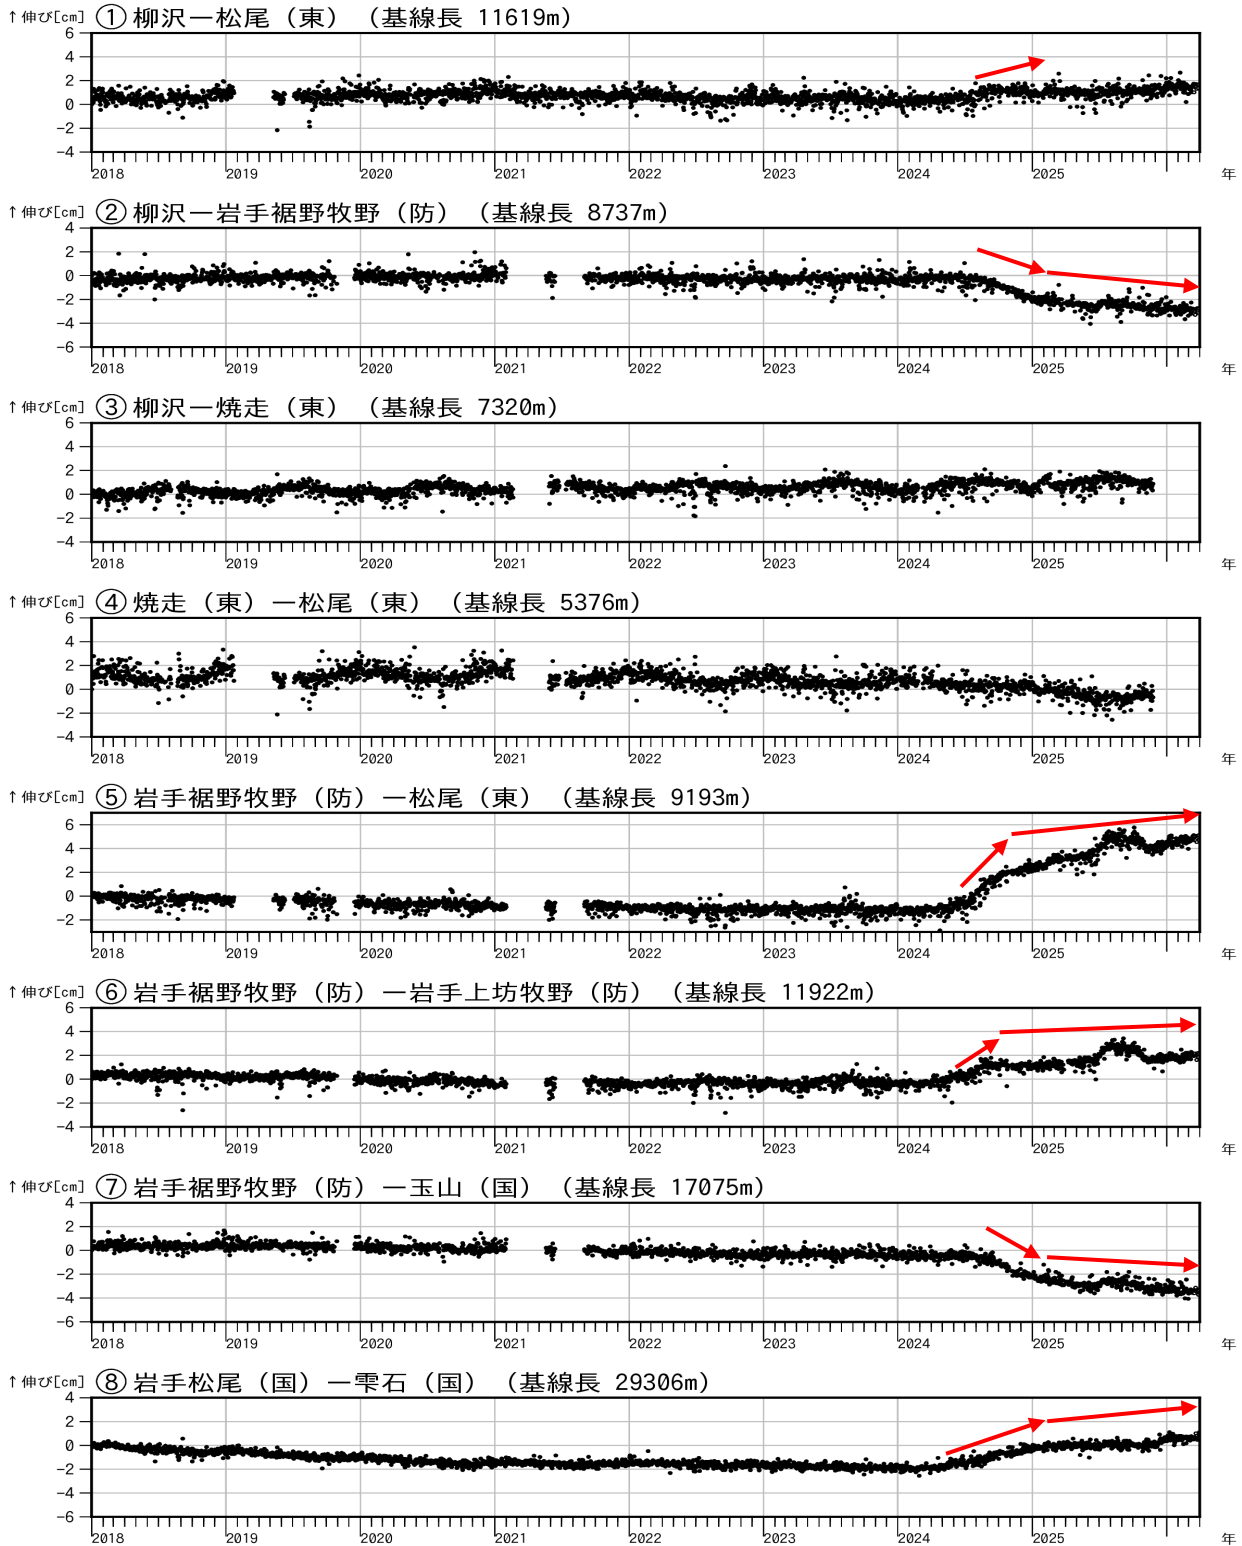 ↑伸び[cm] ①柳沢ー松尾（東）（基線長 11619m）
6
4
2
0
-2
-4
2018 2019 2020 2021 2022 2023 2024 2025 年
↑伸び[cm] ②柳沢ー岩手裾野牧野（防）（基線長 8737m）
4
2
0
-2
-4
-6
2018 2019 2020 2021 2022 2023 2024 2025 年
↑伸び[cm] ③柳沢ー焼走（東）（基線長 7320m）
6
4
2
0
-2
-4
2018 2019 2020 2021 2022 2023 2024 2025 年
↑伸び[cm] ④焼走（東）ー松尾（東）（基線長 5376m）
6
4
2
0
-2
-4
2018 2019 2020 2021 2022 2023 2024 2025 年
↑伸び[cm] ⑤岩手裾野牧野（防）ー松尾（東）（基線長 9193m）
6
4
2
0
-2
2018 2019 2020 2021 2022 2023 2024 2025 年
↑伸び[cm] ⑥岩手裾野牧野（防）ー岩手上坊牧野（防）（基線長 11922m）
6
4
2
0
-2
-4
2018 2019 2020 2021 2022 2023 2024 2025 年
↑伸び[cm] ⑦岩手裾野牧野（防）ー玉山（国）（基線長 17075m）
4
2
0
-2
-4
-6
2018 2019 2020 2021 2022 2023 2024 2025 年
↑伸び[cm] ⑧岩手松尾（国）ー雫石（国）（基線長 29306m）
4
2
0
-2
-4
-6
2018 2019 2020 2021 2022 2023 2024 2025 年